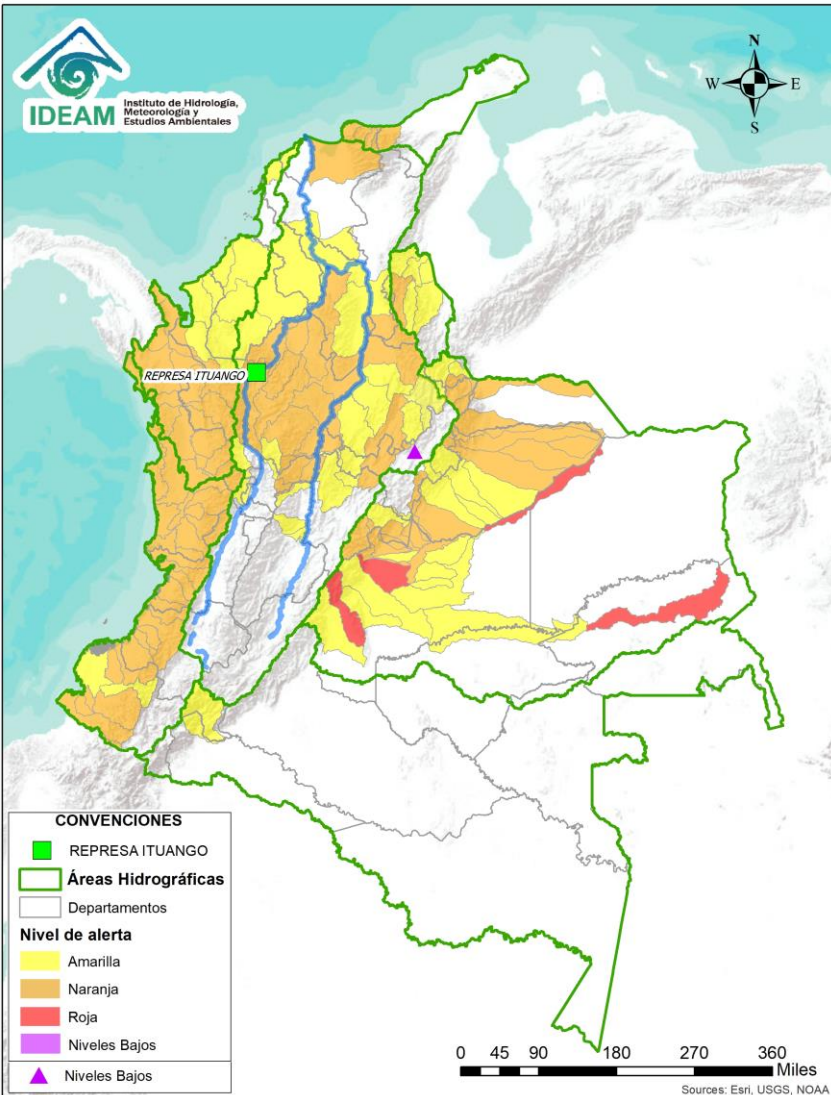 IDEAM
Instituto de Hidrología,
Meteorología y
Estudios Ambientales
N
W
E
S
REPRESA ITUANGO
CONVENCIONES
REPRESA ITUANGO
Áreas Hidrográficas
Departamentos
Nivel de alerta
Amarilla
Naranja
Roja
Niveles Bajos
Niveles Bajos
0 45 90 180 270 360
Miles
Sources: Esri, USGS, NOAA